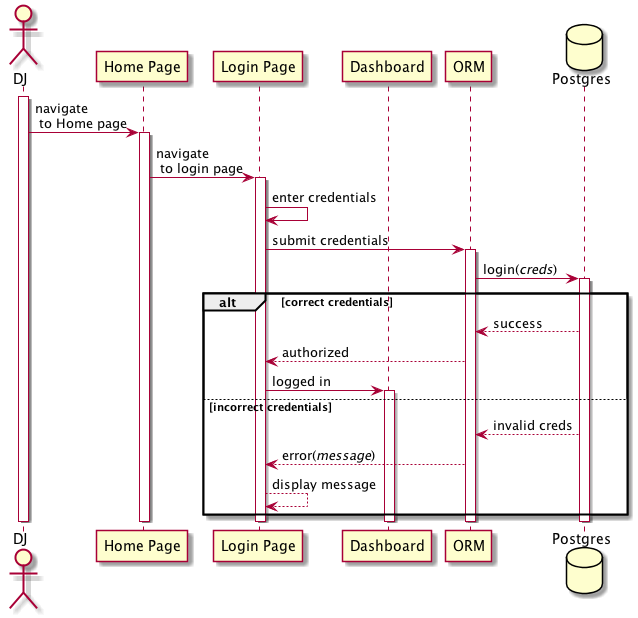 DJ
Home Page
Login Page
Dashboard
ORM
Postgres
navigate
to Home page
navigate
to login page
enter credentials
submit credentials
login(creds)
alt
[correct credentials]
success
authorized
logged in
[incorrect credentials]
invalid creds
error(message)
display message
DJ
Home Page
Login Page
Dashboard
ORM
Postgres